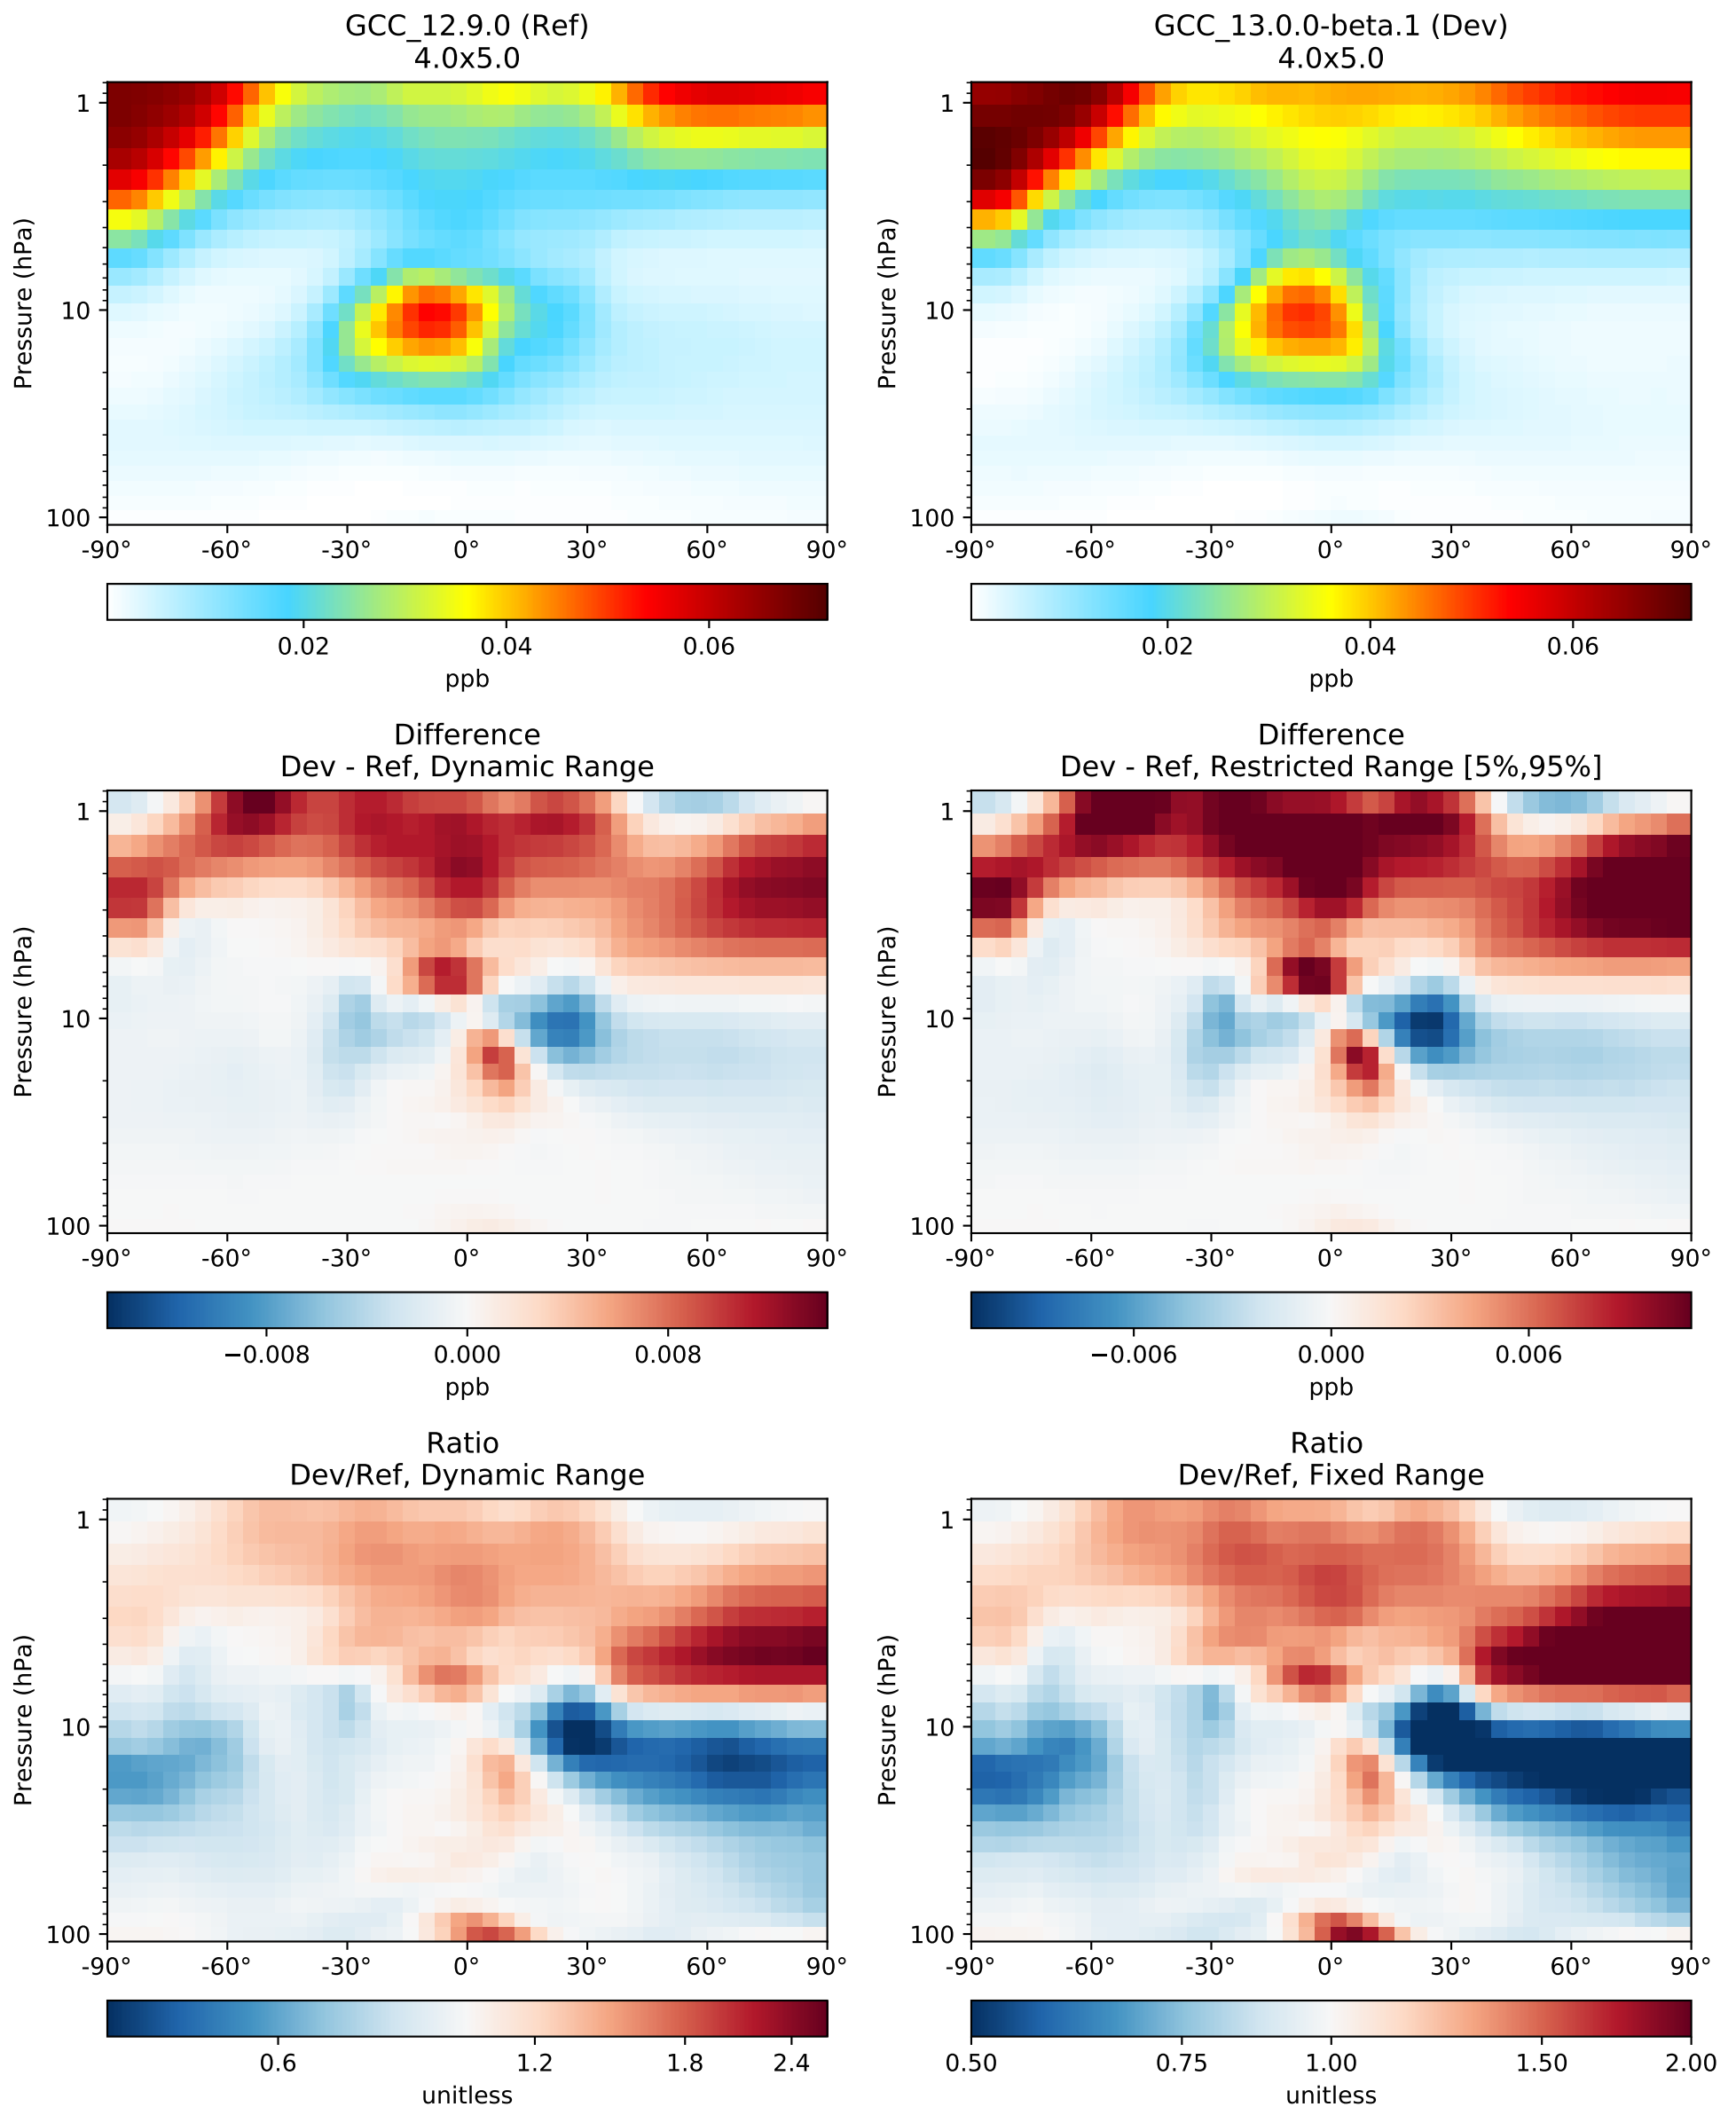 GCC_12.9.0 (Ref)
4.0x5.0
Pressure (hPa)
1
10
100
-90° -60° -30° 0° 30° 60° 90°
0.02 0.04 0.06
ppb
GCC_13.0.0-beta.1 (Dev)
4.0x5.0
Pressure (hPa)
1
10
100
-90° -60° -30° 0° 30° 60° 90°
0.02 0.04 0.06
ppb
Difference
Dev - Ref, Dynamic Range
Pressure (hPa)
1
10
100
-90° -60° -30° 0° 30° 60° 90°
−0.008 0.000 0.008
ppb
Difference
Dev - Ref, Restricted Range [5%,95%]
Pressure (hPa)
1
10
100
-90° -60° -30° 0° 30° 60° 90°
−0.006 0.000 0.006
ppb
Ratio
Dev/Ref, Dynamic Range
Pressure (hPa)
1
10
100
-90° -60° -30° 0° 30° 60° 90°
0.6 1.2 1.8 2.4
unitless
Ratio
Dev/Ref, Fixed Range
Pressure (hPa)
1
10
100
-90° -60° -30° 0° 30° 60° 90°
0.50 0.75 1.00 1.50 2.00
unitless